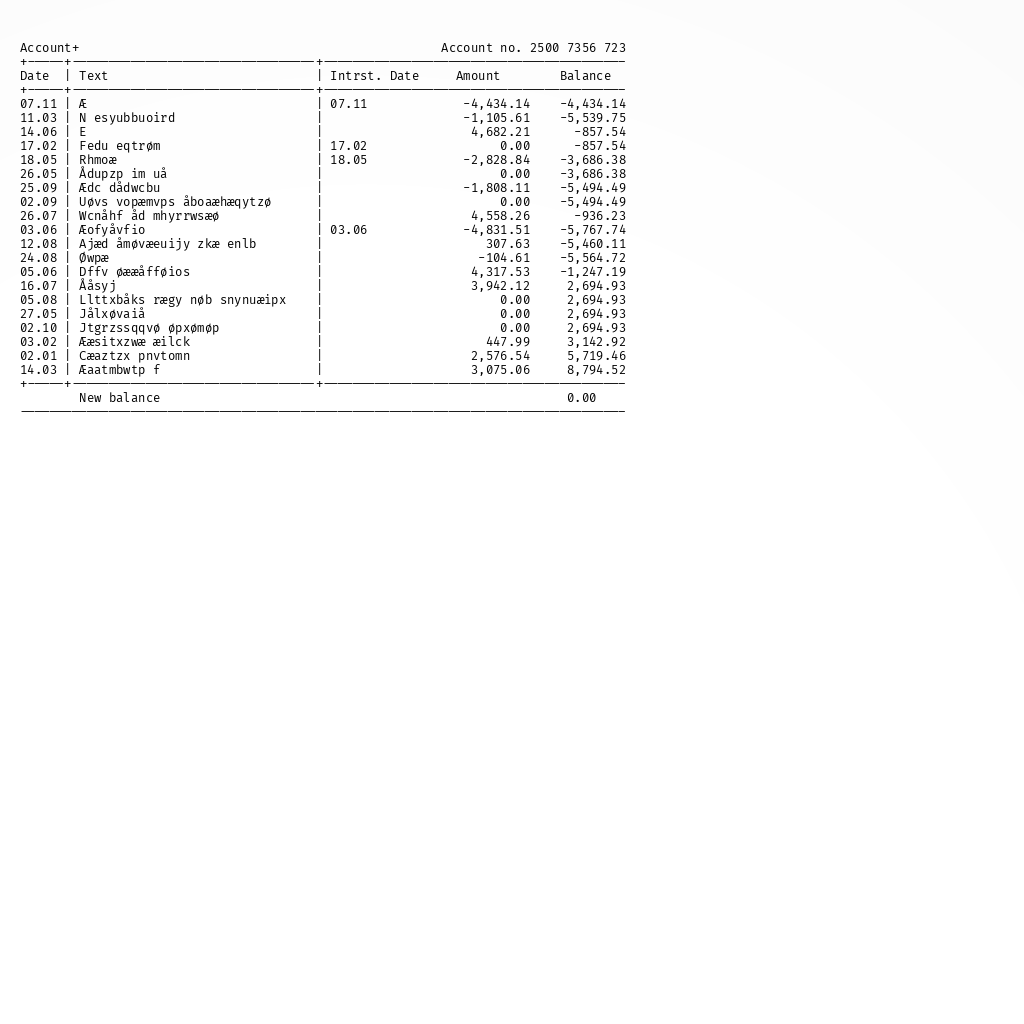 Account+ Account no. 2500 7356 723
Date | Text | Intrst. Date Amount Balance
07.11 | Æ | 07.11 -4,434.14 -4,434.14
11.03 | N esyubbuoird | -1,105.61 -5,539.75
14.06 | E | 4,682.21 -857.54
17.02 | Fedu eqtrøm | 17.02 0.00 -857.54
18.05 | Rhmoæ | 18.05 -2,828.84 -3,686.38
26.05 | Ådupzp im uå | 0.00 -3,686.38
25.09 | Ædc dådwcbu | -1,808.11 -5,494.49
02.09 | Uøvs vopæmvps åboaæhæqytzø | 0.00 -5,494.49
26.07 | Wcnåhf åd mhyrrwsæø | 4,558.26 -936.23
03.06 | Æofyåvfio | 03.06 -4,831.51 -5,767.74
12.08 | Ajæd åmøvæeuijy zkæ enlb | 307.63 -5,460.11
24.08 | Øwpæ | -104.61 -5,564.72
05.06 | Dffv øææåfføios | 4,317.53 -1,247.19
16.07 | Ååsyj | 3,942.12 2,694.93
05.08 | Llttxbåks rægy nøb snynuæipx | 0.00 2,694.93
27.05 | Jålxøvaiå | 0.00 2,694.93
02.10 | Jtgrzssqqvø øpxømøp | 0.00 2,694.93
03.02 | Ææsitxzwæ æilck | 447.99 3,142.92
02.01 | Cæaztzx pnvtomn | 2,576.54 5,719.46
14.03 | Æaatmbwtp f | 3,075.06 8,794.52
New balance 0.00